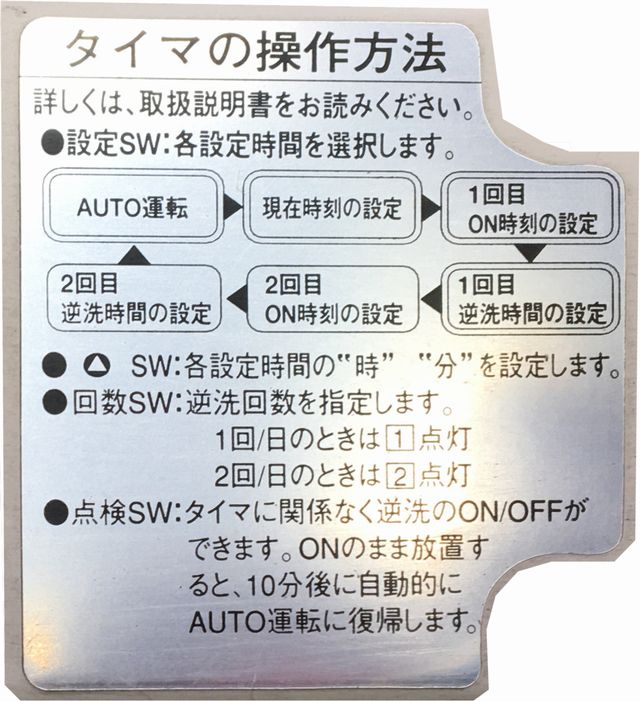 タイマの操作方法
詳しくは、取扱説明書をお読みください。
●設定SW:各設定時間を選択します。
AUTO運転
現在時刻の設定
1回目
ON時刻の設定
1回目
逆洗時間の設定
2回目
ON時刻の設定
2回目
逆洗時間の設定
● SW:各設定時間の“時” “分”を設定します。
●回数SW:逆洗回数を指定します。
1回/日のときは1点灯
2回/日のときは2点灯
●点検SW:タイマに関係なく逆洗のON/OFFが
できます。ONのまま放置す
ると、10分後に自動的に
AUTO運転に復帰します。